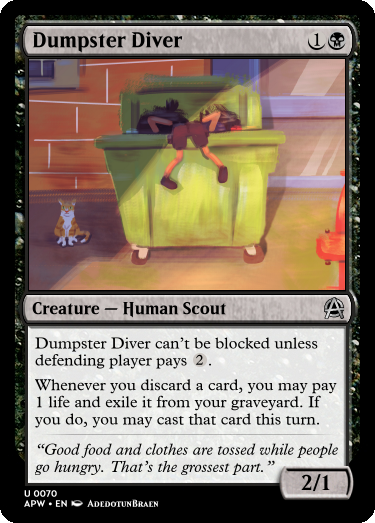 Dumpster Diver 1
Creature — Human Scout
Dumpster Diver can't be blocked unless
defending player pays 2.
Whenever you discard a card, you may pay
1 life and exile it from your graveyard. If
you do, you may cast that card this turn.
“Good food and clothes are tossed while people
go hungry. That's the grossest part.”
2/1
U 0070
APW • EN AdedotunBraen